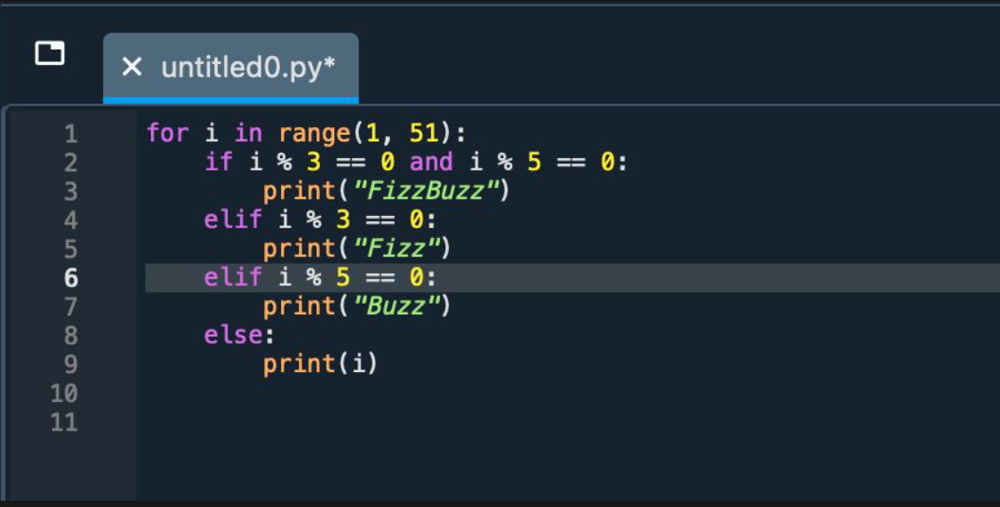 untitled0.py*
1 for i in range(1, 51):
2     if i % 3 == 0 and i % 5 == 0:
3         print("FizzBuzz")
4     elif i % 3 == 0:
5         print("Fizz")
6     elif i % 5 == 0:
7         print("Buzz")
8     else:
9         print(i)
10
11